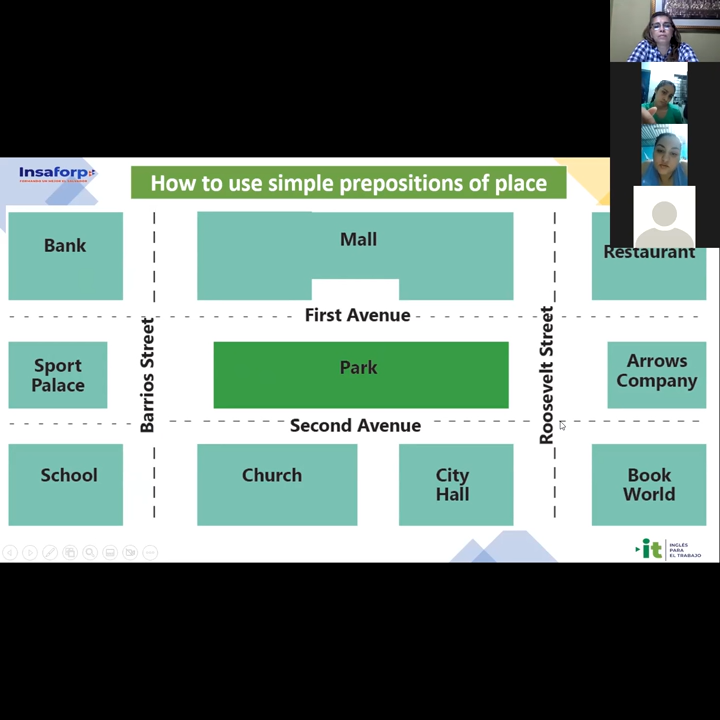 Insaforp
How to use simple prepositions of place
Bank
Mall
Restaurant
First Avenue
Barrios Street
Roosevelt Street
Sport
Palace
Park
Arrows
Company
Second Avenue
School
Church
City
Hall
Book
World
it
INGLÉS
PARA
EL TRABAJO